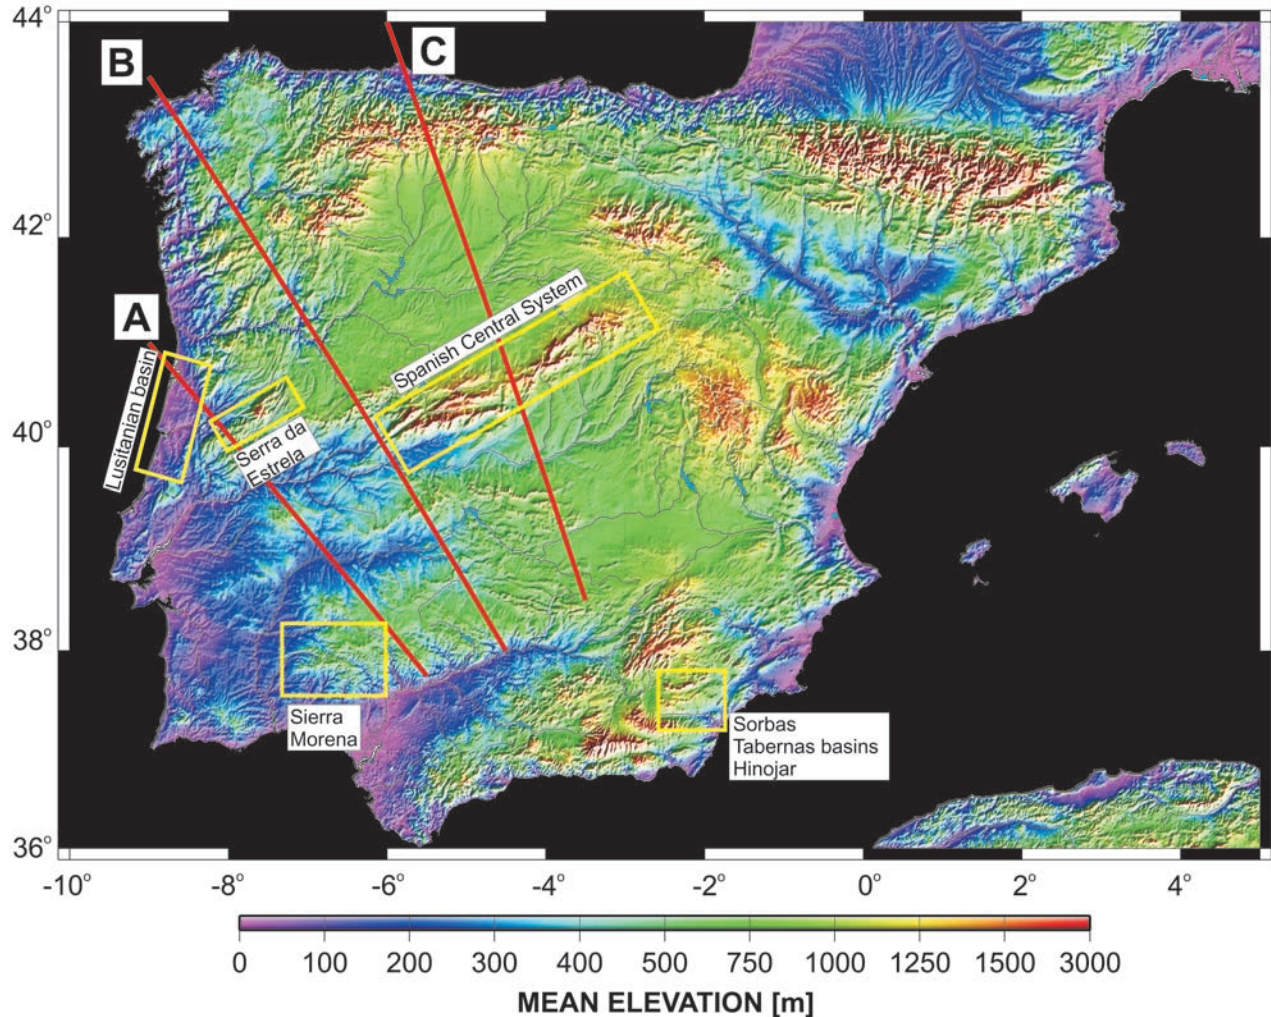 44°
C
B
42°
Spanish Central System
A
Lusitanian basin
40°
Serra da
Estrela
38°
Sierra
Morena
Sorbas
Tabernas basins
Hinojar
36°
-10° -8° -6° -4° -2° 0° 2° 4°
0 100 200 300 400 500 750 1000 1250 1500 3000
MEAN ELEVATION [m]